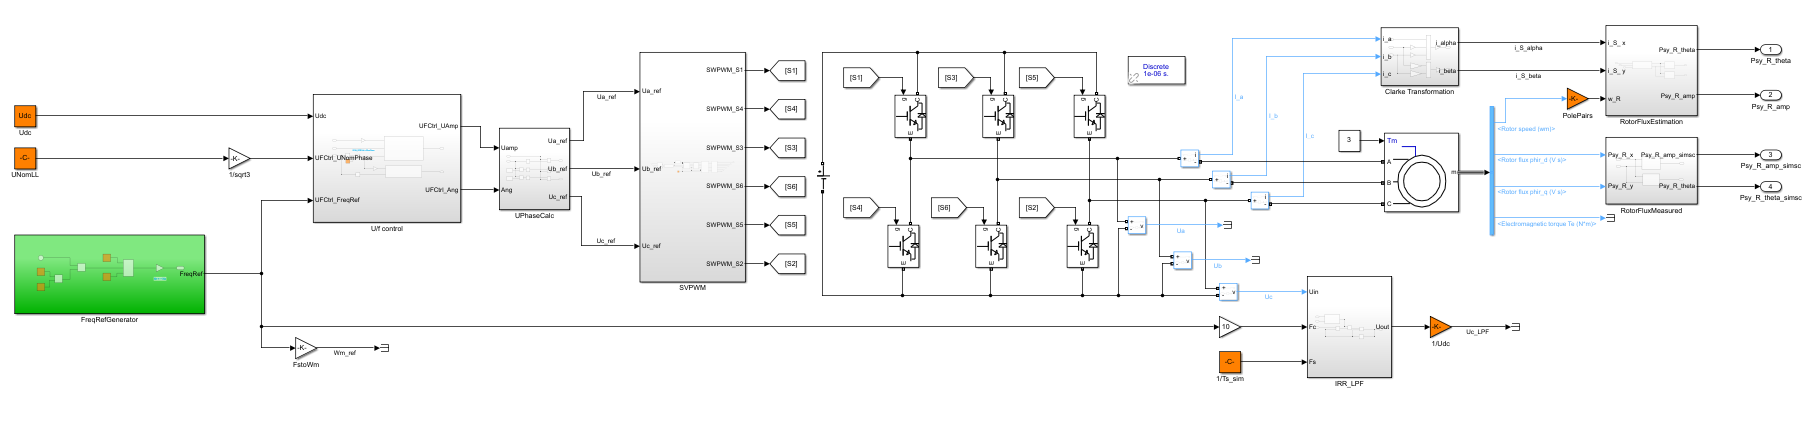 Udc
Udc
-C-
UNomLL
-K-
1/sqrt3
FreqRef
FreqRefGenerator
-K-
FstoWm
Wm_ref
Udc
UFCtrl_UNomPhase
UFCtrl_FreqRef
UFCtrl_UAmp
UFCtrl_Ang
U/f control
Uamp
Ang
Ua_ref
Ub_ref
Uc_ref
UPhaseCalc
Ua_ref
Ub_ref
Uc_ref
Ua_ref
Ub_ref
Uc_ref
SWPWM_S1
SWPWM_S4
SWPWM_S3
SWPWM_S6
SWPWM_S5
SWPWM_S2
SVPWM
[S1]
[S4]
[S3]
[S6]
[S5]
[S2]
[S1]
[S3]
[S5]
g
C
E
g
C
E
g
C
E
[S4]
[S6]
[S2]
g
C
E
g
C
E
g
C
E
Discrete
1e-06 s.
I_a
I_b
I_c
+
i
-
+
i
-
+
i
-
+
v
-
Ua
+
v
-
Ub
+
v
-
Uc
i_a
i_b
i_c
i_alpha
i_beta
Clarke Transformation
i_S_alpha
i_S_beta
3
Tm
A
B
C
m
-K-
PolePairs
<Rotor speed (wm)>
<Rotor flux phir_d (V s)>
<Rotor flux phir_q (V s)>
<Electromagnetic torque Te (N*m)>
i_S_x
i_S_y
w_R
Psy_R_theta
Psy_R_amp
RotorFluxEstimation
Psy_R_x
Psy_R_y
Psy_R_amp_simsc
Psy_R_theta
RotorFluxMeasured
1
Psy_R_theta
2
Psy_R_amp
3
Psy_R_amp_simsc
4
Psy_R_theta_simsc
10
-C-
1/Ts_sim
Uin
Fc
Fs
Uout
IRR_LPF
-K-
1/Udc
Uc_LPF